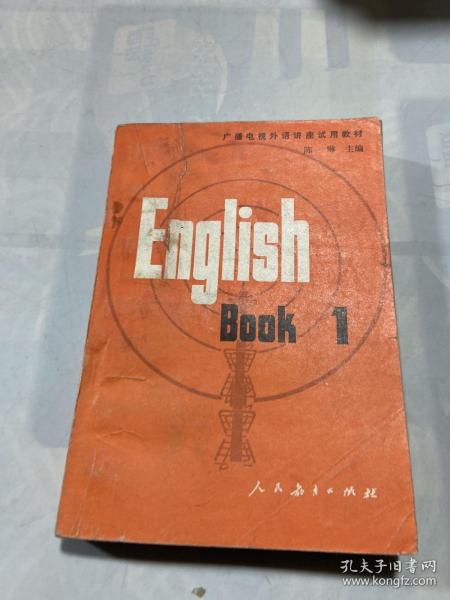 广播电视外语讲座试用教材
陈琳 主编
English
Book 1
人民教育出版社
孔夫子旧书网
www.kongfz.com